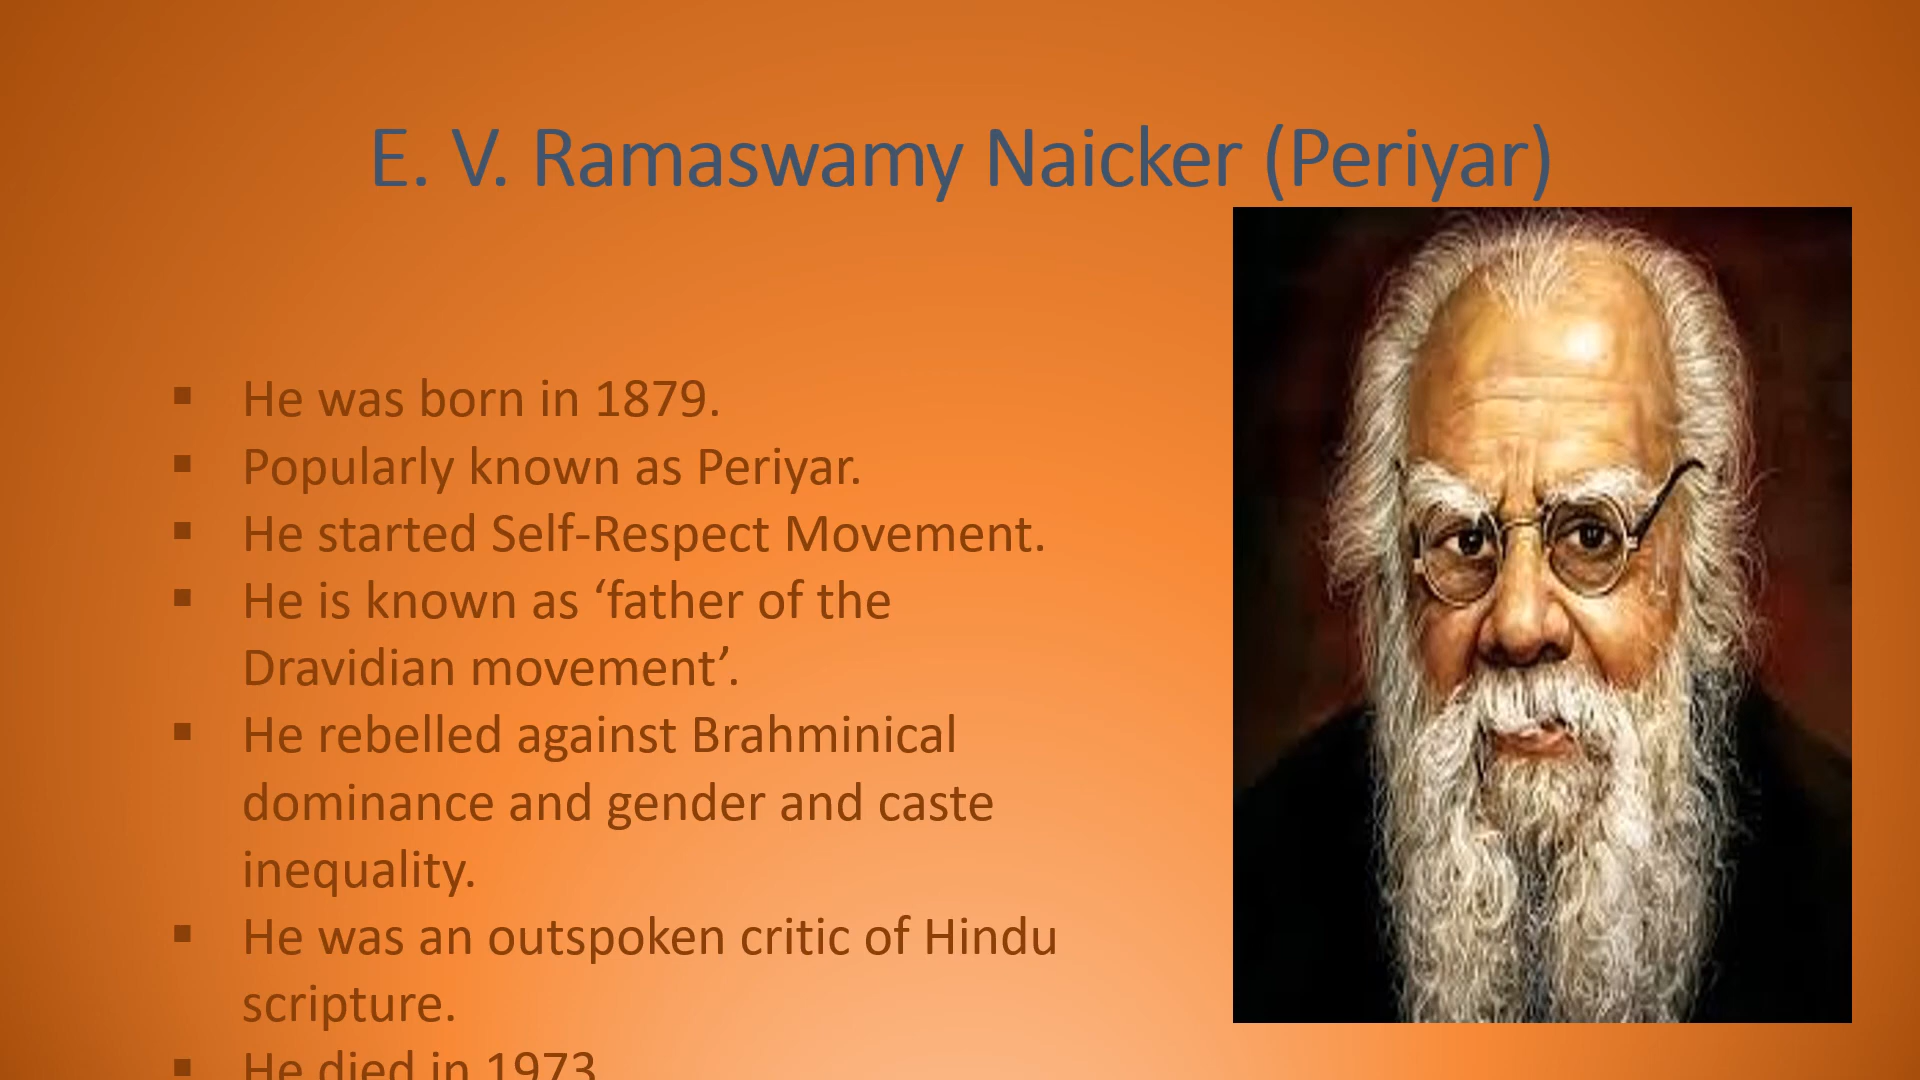 E. V. Ramaswamy Naicker (Periyar)
▪ He was born in 1879.
▪ Popularly known as Periyar.
▪ He started Self-Respect Movement.
▪ He is known as ‘father of the
Dravidian movement’.
▪ He rebelled against Brahminical
dominance and gender and caste
inequality.
▪ He was an outspoken critic of Hindu
scripture.
▪ He died in 1973